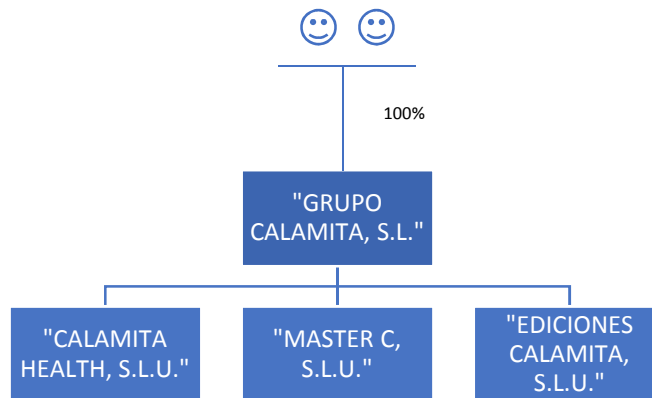 100%
"GRUPO
CALAMITA, S.L."
"CALAMITA
HEALTH, S.L.U."
"MASTER C,
S.L.U."
"EDICIONES
CALAMITA,
S.L.U."